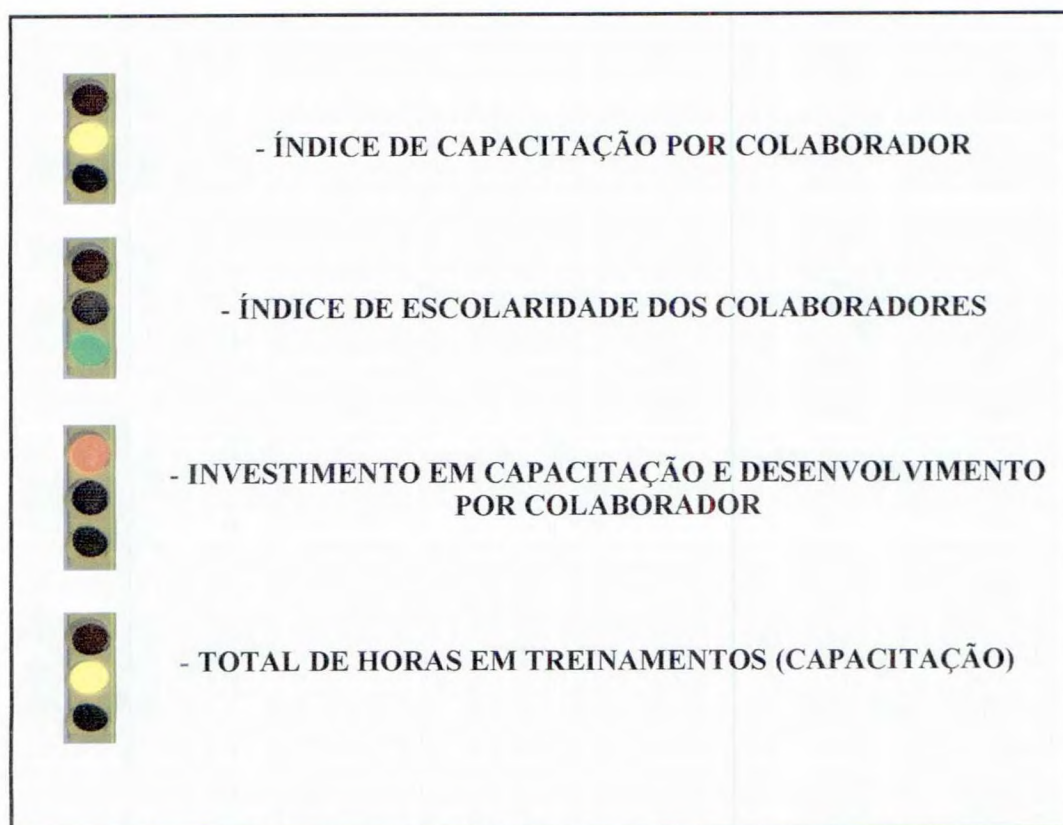 - ÍNDICE DE CAPACITAÇÃO POR COLABORADOR
- ÍNDICE DE ESCOLARIDADE DOS COLABORADORES
- INVESTIMENTO EM CAPACITAÇÃO E DESENVOLVIMENTO
POR COLABORADOR
- TOTAL DE HORAS EM TREINAMENTOS (CAPACITAÇÃO)